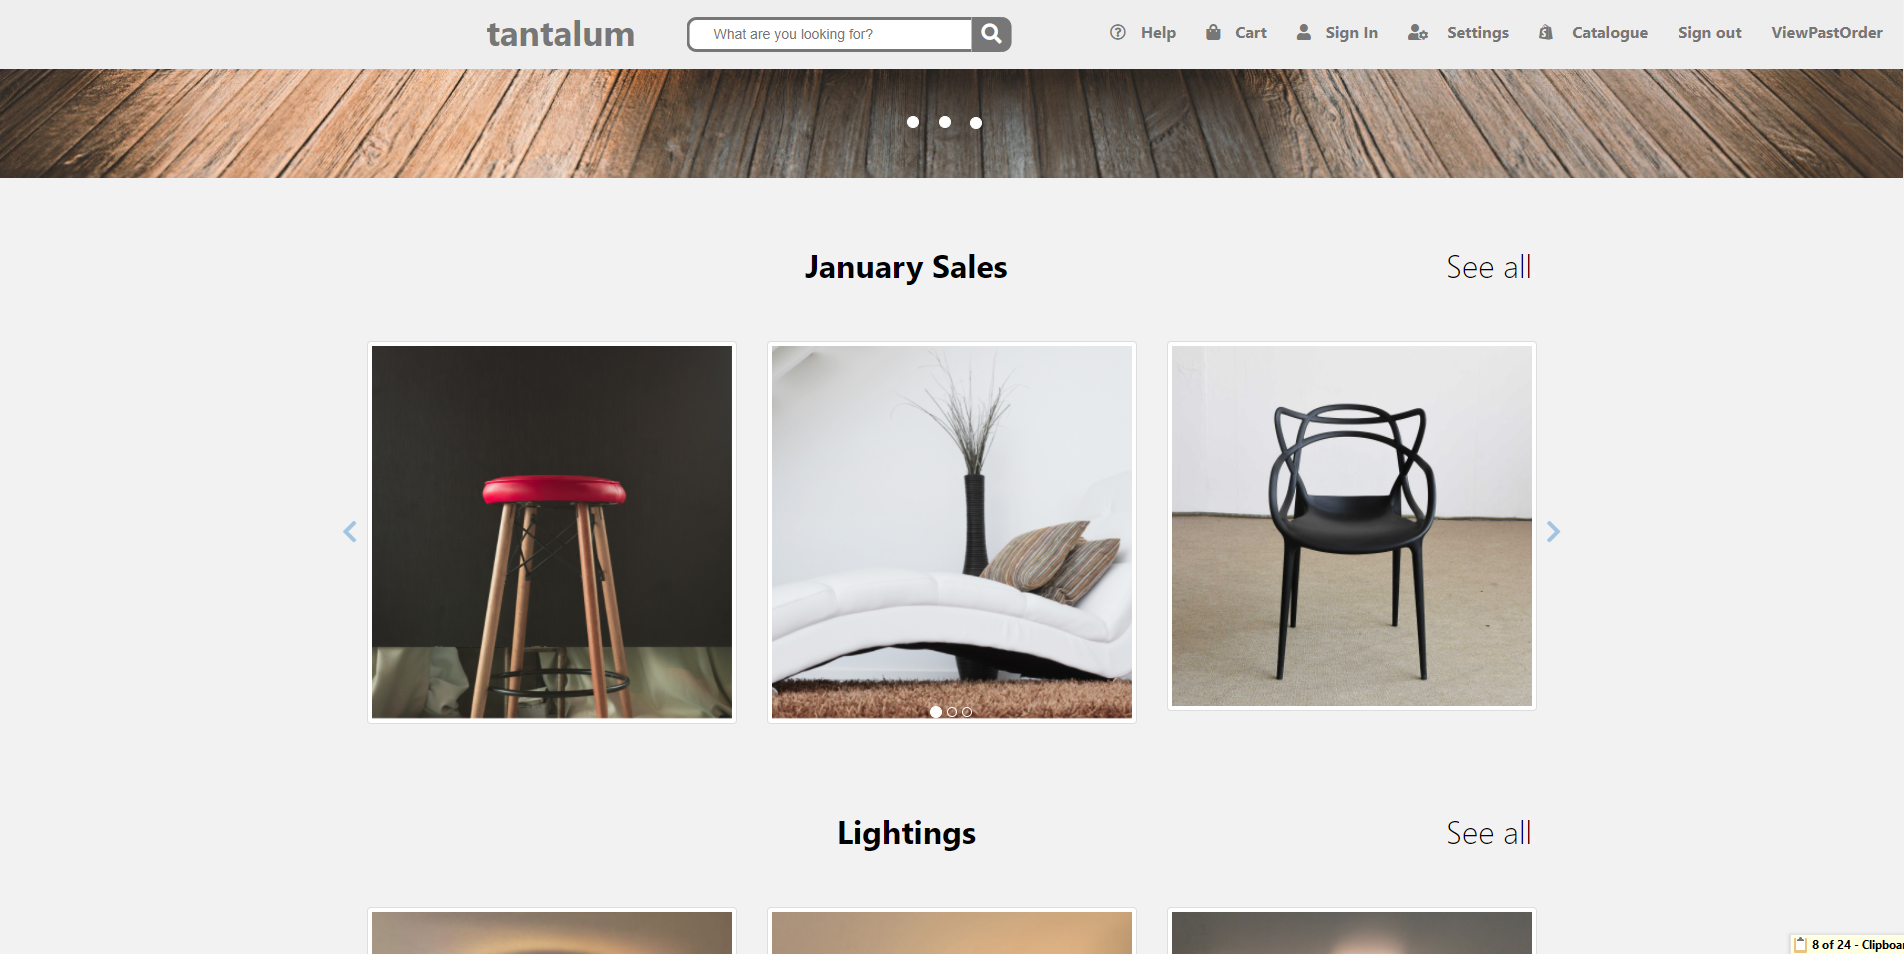 tantalum
What are you looking for?
Help
Cart
Sign In
Settings
Catalogue
Sign out
ViewPastOrder
January Sales
See all
Lightings
See all
8 of 24 - Clipboa